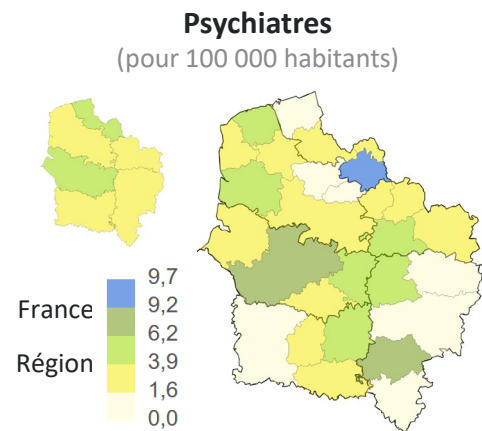 Psychiatres
(pour 100 000 habitants)
9,7
France
9,2
6,2
Région
3,9
1,6
0,0